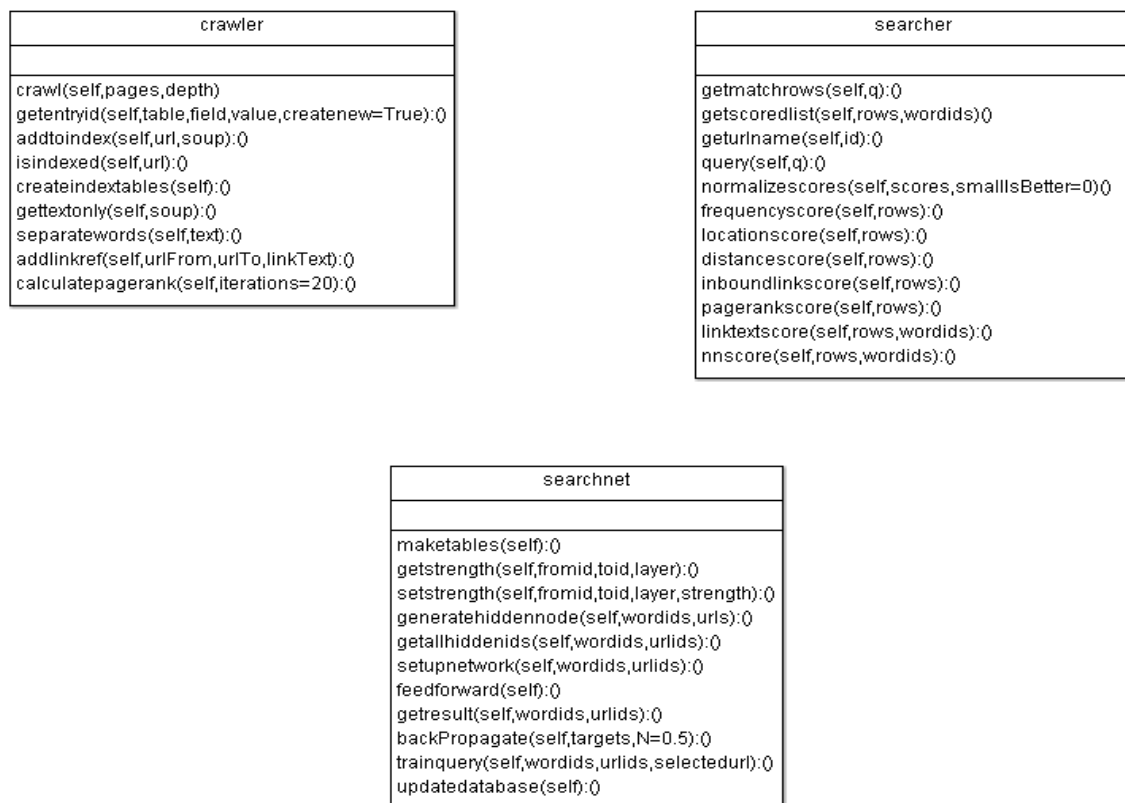 crawler
crawl(self,pages,depth)
getentryid(self,table,field,value,createnew=True):()
addtoindex(self,url,soup):()
isindexed(self,url):()
createindextables(self):()
gettextonly(self,soup):()
separatewords(self,text):()
addlinkref(self,urlFrom,urlTo,linkText):()
calculatepagerank(self,iterations=20):()
searcher
getmatchrows(self,q):()
getscoredlist(self,rows,wordids)()
geturlname(self,id):()
query(self,q):()
normalizescores(self,scores,smallIsBetter=0)()
frequencyscore(self,rows):()
locationscore(self,rows):()
distancescore(self,rows):()
inboundlinkscore(self,rows):()
pagerankscore(self,rows):()
linktextscore(self,rows,wordids):()
nnscore(self,rows,wordids):()
searchnet
maketables(self):()
getstrength(self,fromid,toid,layer):()
setstrength(self,fromid,toid,layer,strength):()
generatehiddennode(self,wordids,urls):()
getallhiddenids(self,wordids,urlids):()
setupnetwork(self,wordids,urlids):()
feedforward(self):()
getresult(self,wordids,urlids):()
backPropagate(self,targets,N=0.5):()
trainquery(self,wordids,urlids,selectedurl):()
updatedatabase(self):()